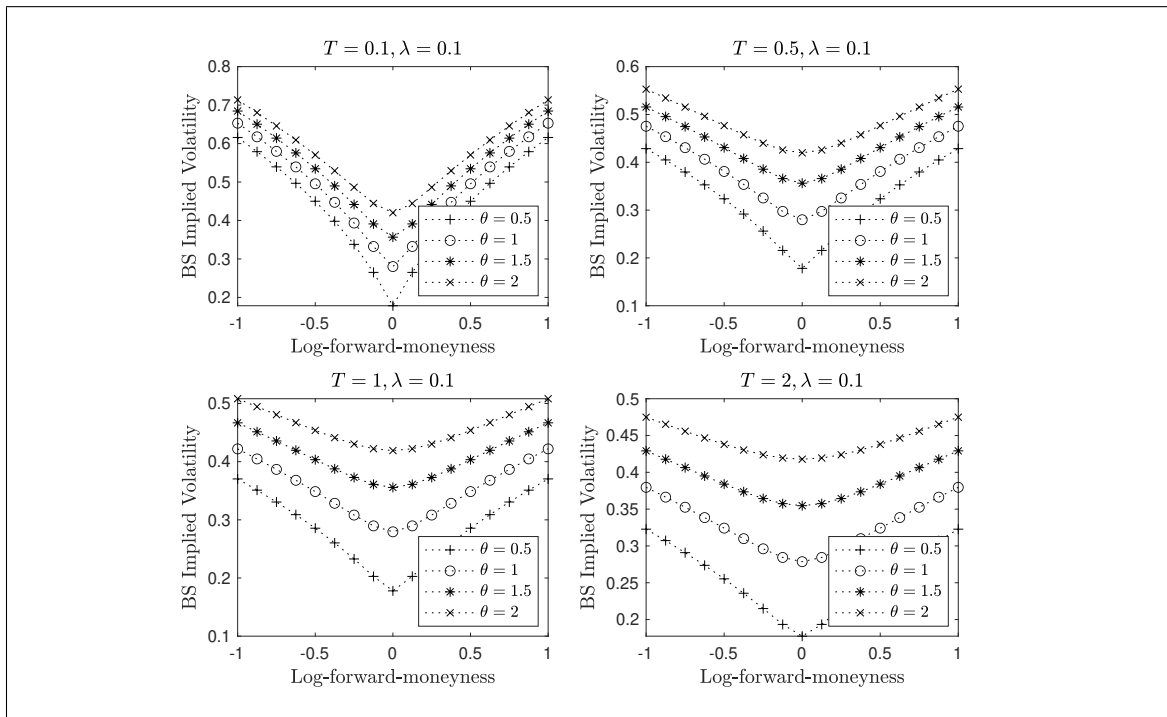 T = 0.1, λ = 0.1
0.8
0.7
0.6
0.5
0.4
0.3
0.2
BS Implied Volatility
-1 -0.5 0 0.5 1
Log-forward-moneyness
θ = 0.5
θ = 1
θ = 1.5
θ = 2
T = 0.5, λ = 0.1
0.6
0.5
0.4
0.3
0.2
0.1
BS Implied Volatility
-1 -0.5 0 0.5 1
Log-forward-moneyness
θ = 0.5
θ = 1
θ = 1.5
θ = 2
T = 1, λ = 0.1
0.5
0.4
0.3
0.2
0.1
BS Implied Volatility
-1 -0.5 0 0.5 1
Log-forward-moneyness
θ = 0.5
θ = 1
θ = 1.5
θ = 2
T = 2, λ = 0.1
0.5
0.45
0.4
0.35
0.3
0.25
0.2
BS Implied Volatility
-1 -0.5 0 0.5 1
Log-forward-moneyness
θ = 0.5
θ = 1
θ = 1.5
θ = 2